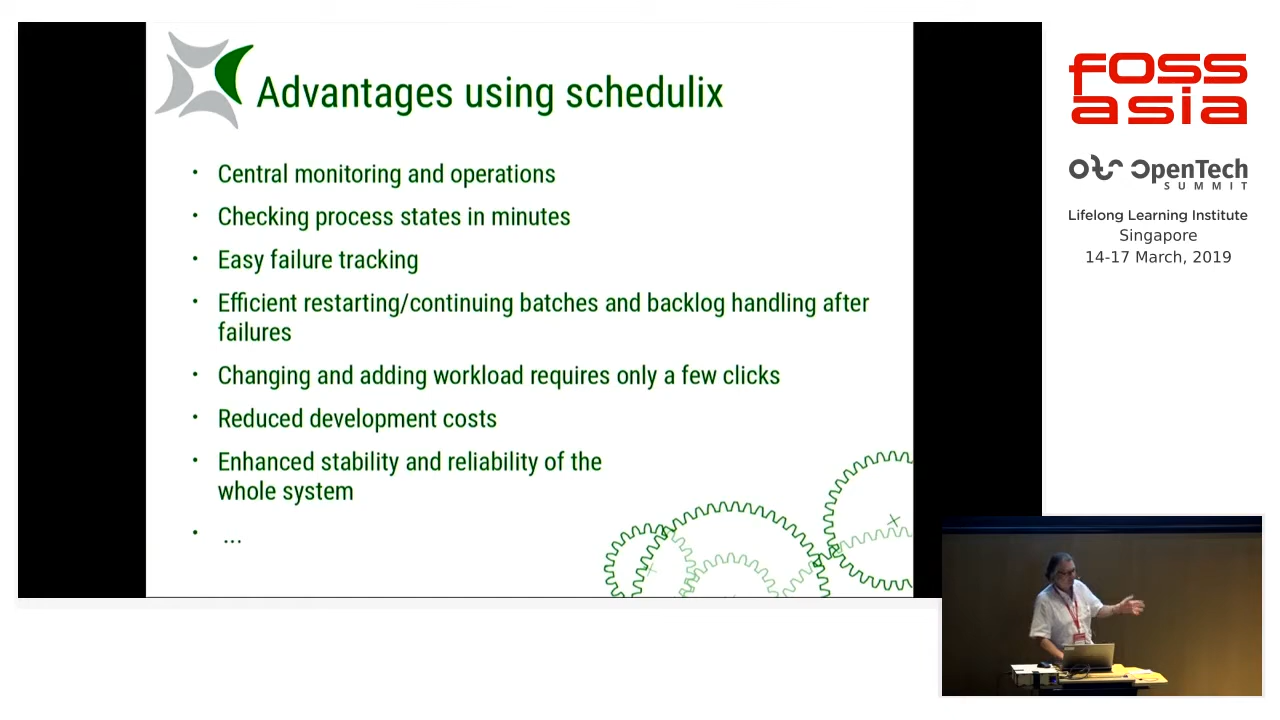 Advantages using schedulix
• Central monitoring and operations
• Checking process states in minutes
• Easy failure tracking
• Efficient restarting/continuing batches and backlog handling after
failures
• Changing and adding workload requires only a few clicks
• Reduced development costs
• Enhanced stability and reliability of the
whole system
• ...
FOSS
asia
OpenTech
SUMMIT
Lifelong Learning Institute
Singapore
14-17 March, 2019